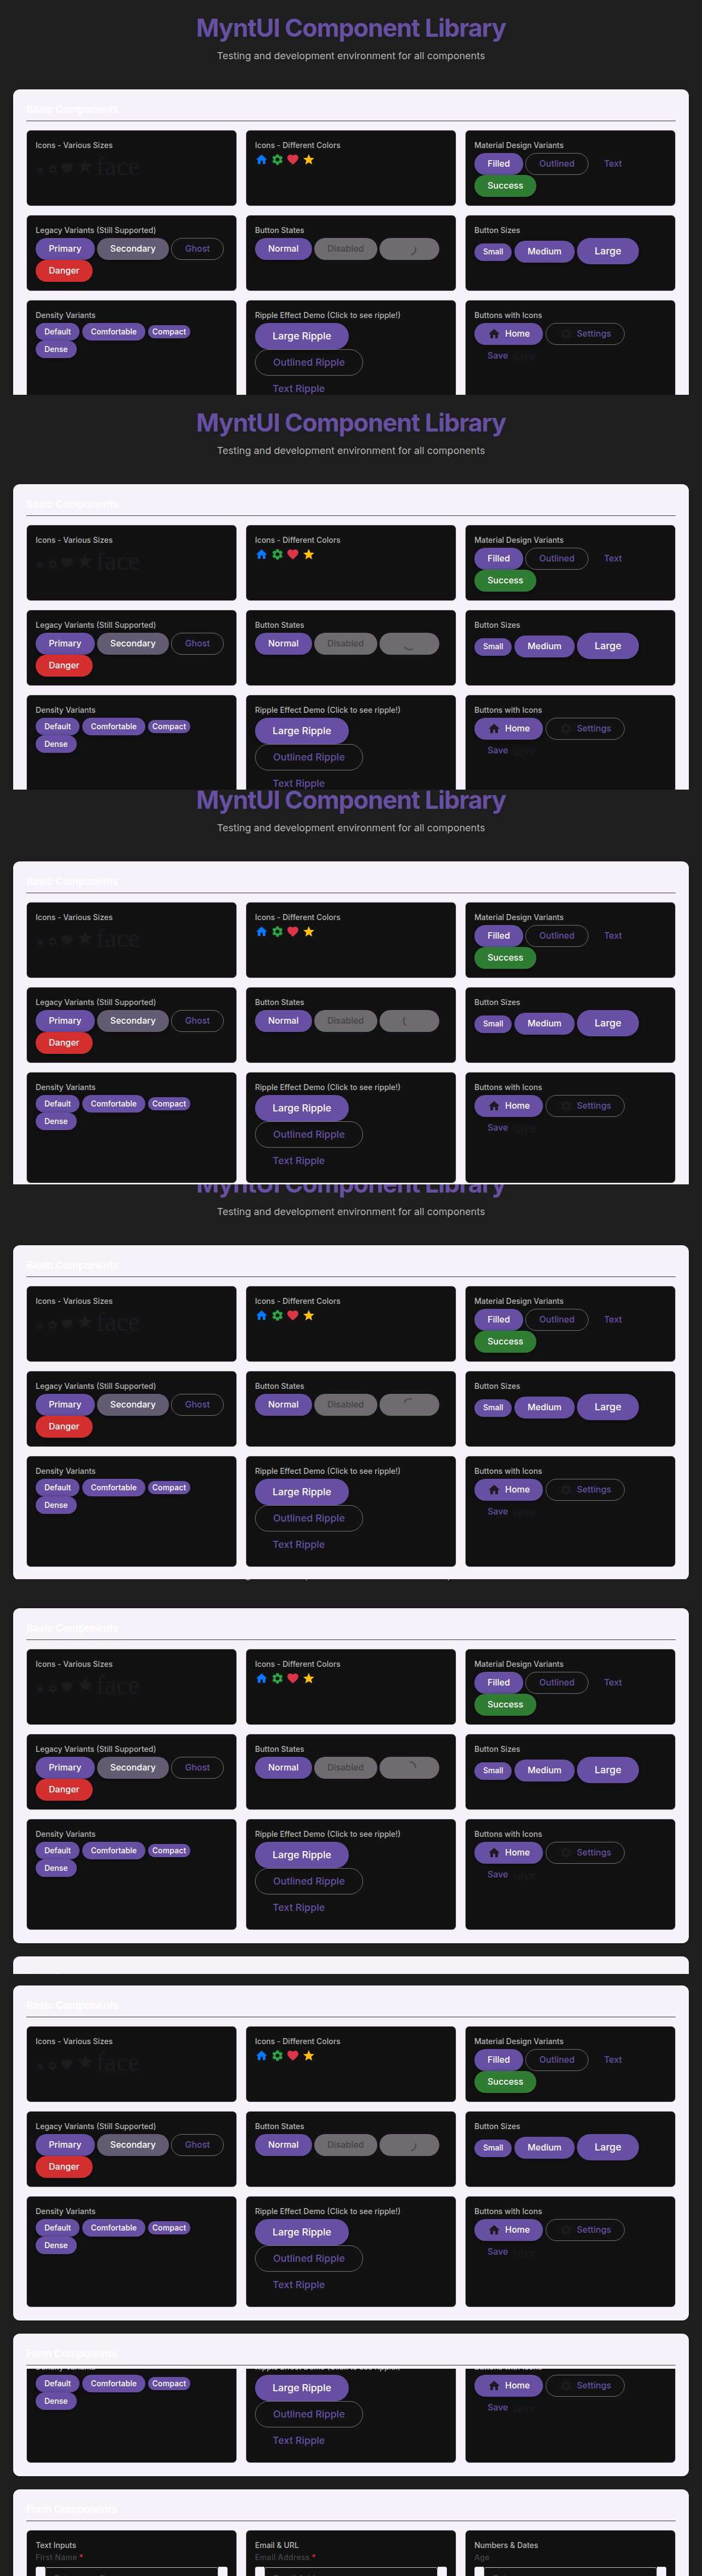 MyntUI Component Library
Testing and development environment for all components
Basic Components
Icons - Various Sizes
face
Icons - Different Colors
Material Design Variants
Filled Outlined Text
Success
Legacy Variants (Still Supported)
Primary Secondary Ghost
Danger
Button States
Normal Disabled
Button Sizes
Small Medium Large
Density Variants
Default Comfortable Compact
Dense
Ripple Effect Demo (Click to see ripple!)
Large Ripple
Outlined Ripple
Text Ripple
Buttons with Icons
Home Settings
Save save
MyntUI Component Library
Testing and development environment for all components
Basic Components
Icons - Various Sizes
face
Icons - Different Colors
Material Design Variants
Filled Outlined Text
Success
Legacy Variants (Still Supported)
Primary Secondary Ghost
Danger
Button States
Normal Disabled
Button Sizes
Small Medium Large
Density Variants
Default Comfortable Compact
Dense
Ripple Effect Demo (Click to see ripple!)
Large Ripple
Outlined Ripple
Text Ripple
Buttons with Icons
Home Settings
Save save
MyntUI Component Library
Testing and development environment for all components
Basic Components
Icons - Various Sizes
face
Icons - Different Colors
Material Design Variants
Filled Outlined Text
Success
Legacy Variants (Still Supported)
Primary Secondary Ghost
Danger
Button States
Normal Disabled
Button Sizes
Small Medium Large
Density Variants
Default Comfortable Compact
Dense
Ripple Effect Demo (Click to see ripple!)
Large Ripple
Outlined Ripple
Text Ripple
Buttons with Icons
Home Settings
Save save
MyntUI Component Library
Testing and development environment for all components
Basic Components
Icons - Various Sizes
face
Icons - Different Colors
Material Design Variants
Filled Outlined Text
Success
Legacy Variants (Still Supported)
Primary Secondary Ghost
Danger
Button States
Normal Disabled
Button Sizes
Small Medium Large
Density Variants
Default Comfortable Compact
Dense
Ripple Effect Demo (Click to see ripple!)
Large Ripple
Outlined Ripple
Text Ripple
Buttons with Icons
Home Settings
Save save
Basic Components
Icons - Various Sizes
face
Icons - Different Colors
Material Design Variants
Filled Outlined Text
Success
Legacy Variants (Still Supported)
Primary Secondary Ghost
Danger
Button States
Normal Disabled
Button Sizes
Small Medium Large
Density Variants
Default Comfortable Compact
Dense
Ripple Effect Demo (Click to see ripple!)
Large Ripple
Outlined Ripple
Text Ripple
Buttons with Icons
Home Settings
Save save
Basic Components
Icons - Various Sizes
face
Icons - Different Colors
Material Design Variants
Filled Outlined Text
Success
Legacy Variants (Still Supported)
Primary Secondary Ghost
Danger
Button States
Normal Disabled
Button Sizes
Small Medium Large
Density Variants
Default Comfortable Compact
Dense
Ripple Effect Demo (Click to see ripple!)
Large Ripple
Outlined Ripple
Text Ripple
Buttons with Icons
Home Settings
Save save
Form Components
Default Comfortable Compact
Dense
Large Ripple
Outlined Ripple
Text Ripple
Home Settings
Save save
Form Components
Text Inputs
First Name *
Email & URL
Email Address *
Numbers & Dates
Age